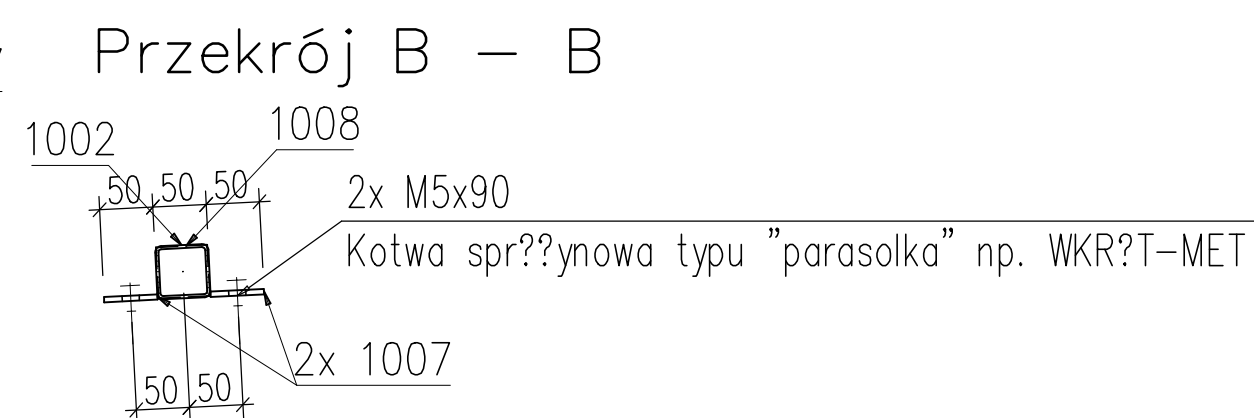 Przekrój B – B
1002
1008
50 50 50
2x M5x90
Kotwa spr??ynowa typu "parasolka" np. WKR?T-MET
2x 1007
50 50